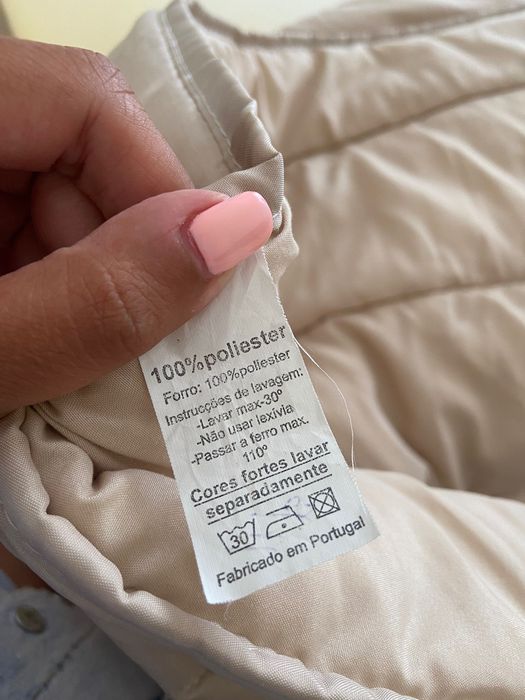 100%poliester
Forro: 100%poliester
Instrucções de lavagem:
-Lavar max-30º
-Não usar lexívia
-Passar a ferro max.
110º
Cores fortes lavar
separadamente
30
Fabricado em Portugal